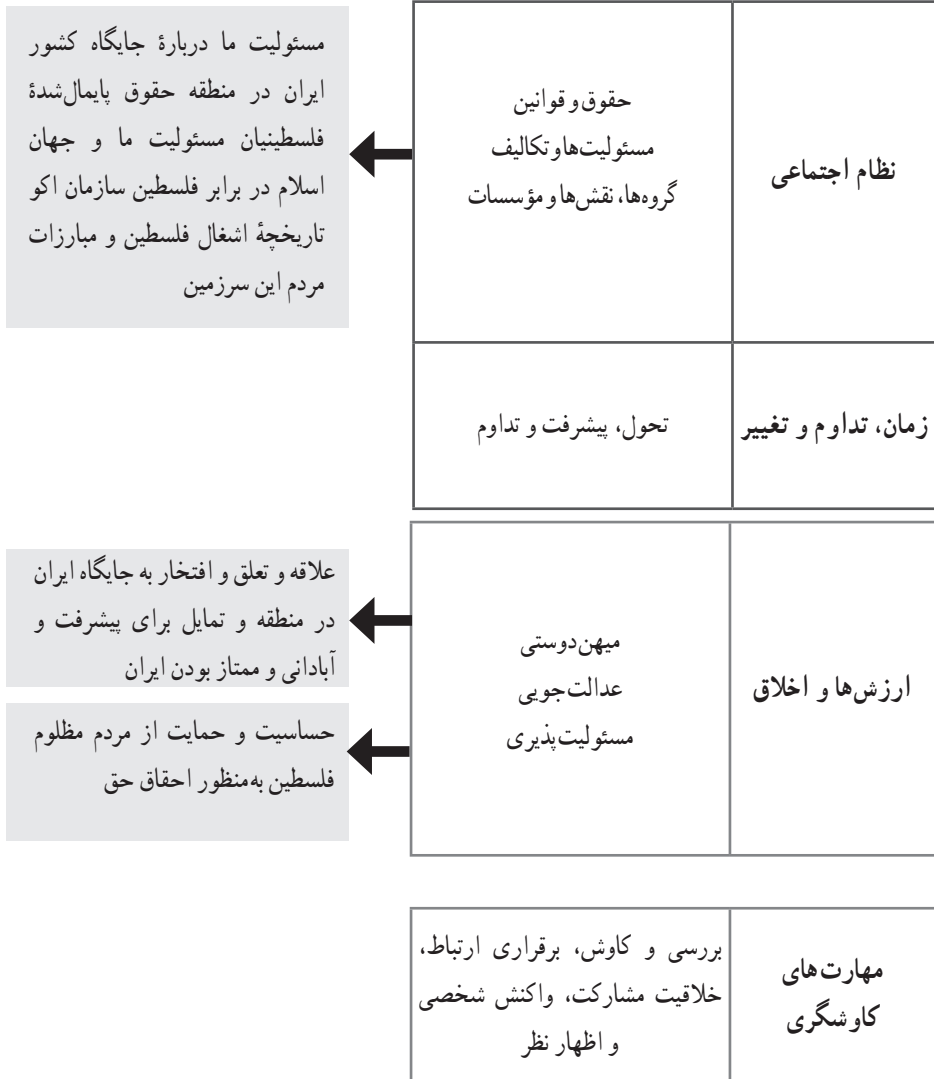 نظام اجتماعی
حقوق و قوانین
مسئولیت‌ها و تکالیف
گروه‌ها، نقش‌ها و مؤسسات
مسئولیت ما دربارۀ جایگاه کشور
ایران در منطقه حقوق پایمال‌شدۀ
فلسطینیان مسئولیت ما و جهان
اسلام در برابر فلسطین سازمان اکو
تاریخچۀ اشغال فلسطین و مبارزات
مردم این سرزمین
زمان، تداوم و تغییر
تحول، پیشرفت و تداوم
ارزش‌ها و اخلاق
میهن‌دوستی
عدالت‌جویی
مسئولیت‌پذیری
علاقه و تعلق و افتخار به جایگاه ایران
در منطقه و تمایل برای پیشرفت و
آبادانی و ممتاز بودن ایران
حساسیت و حمایت از مردم مظلوم
فلسطین به‌منظور احقاق حق
مهارت‌های
کاوشگری
بررسی و کاوش، برقراری ارتباط،
خلاقیت مشارکت، واکنش شخصی
و اظهار نظر